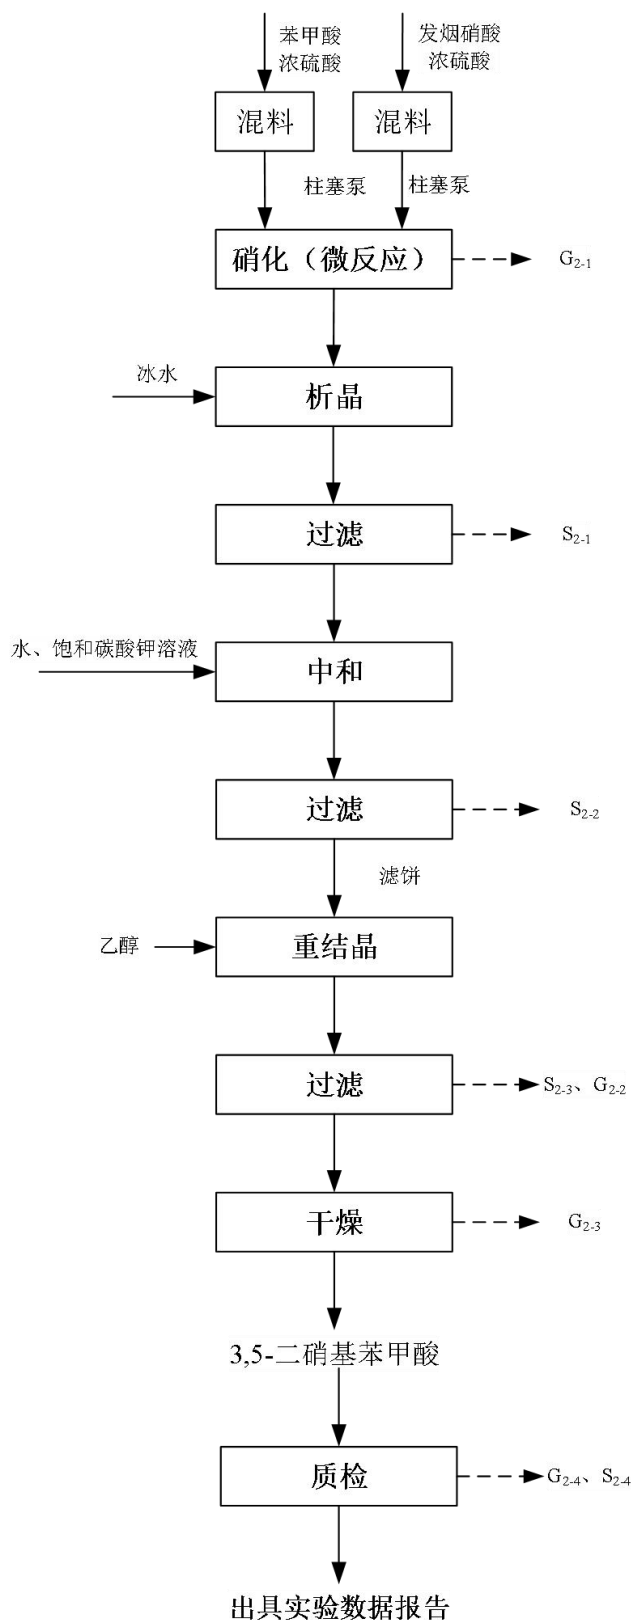 苯甲酸
浓硫酸
发烟硝酸
浓硫酸
混料
混料
柱塞泵
柱塞泵
硝化（微反应）
G2-1
冰水
析晶
过滤
S2-1
水、饱和碳酸钾溶液
中和
过滤
S2-2
滤饼
乙醇
重结晶
过滤
S2-3、G2-2
干燥
G2-3
3,5-二硝基苯甲酸
质检
G2-4、S2-4
出具实验数据报告